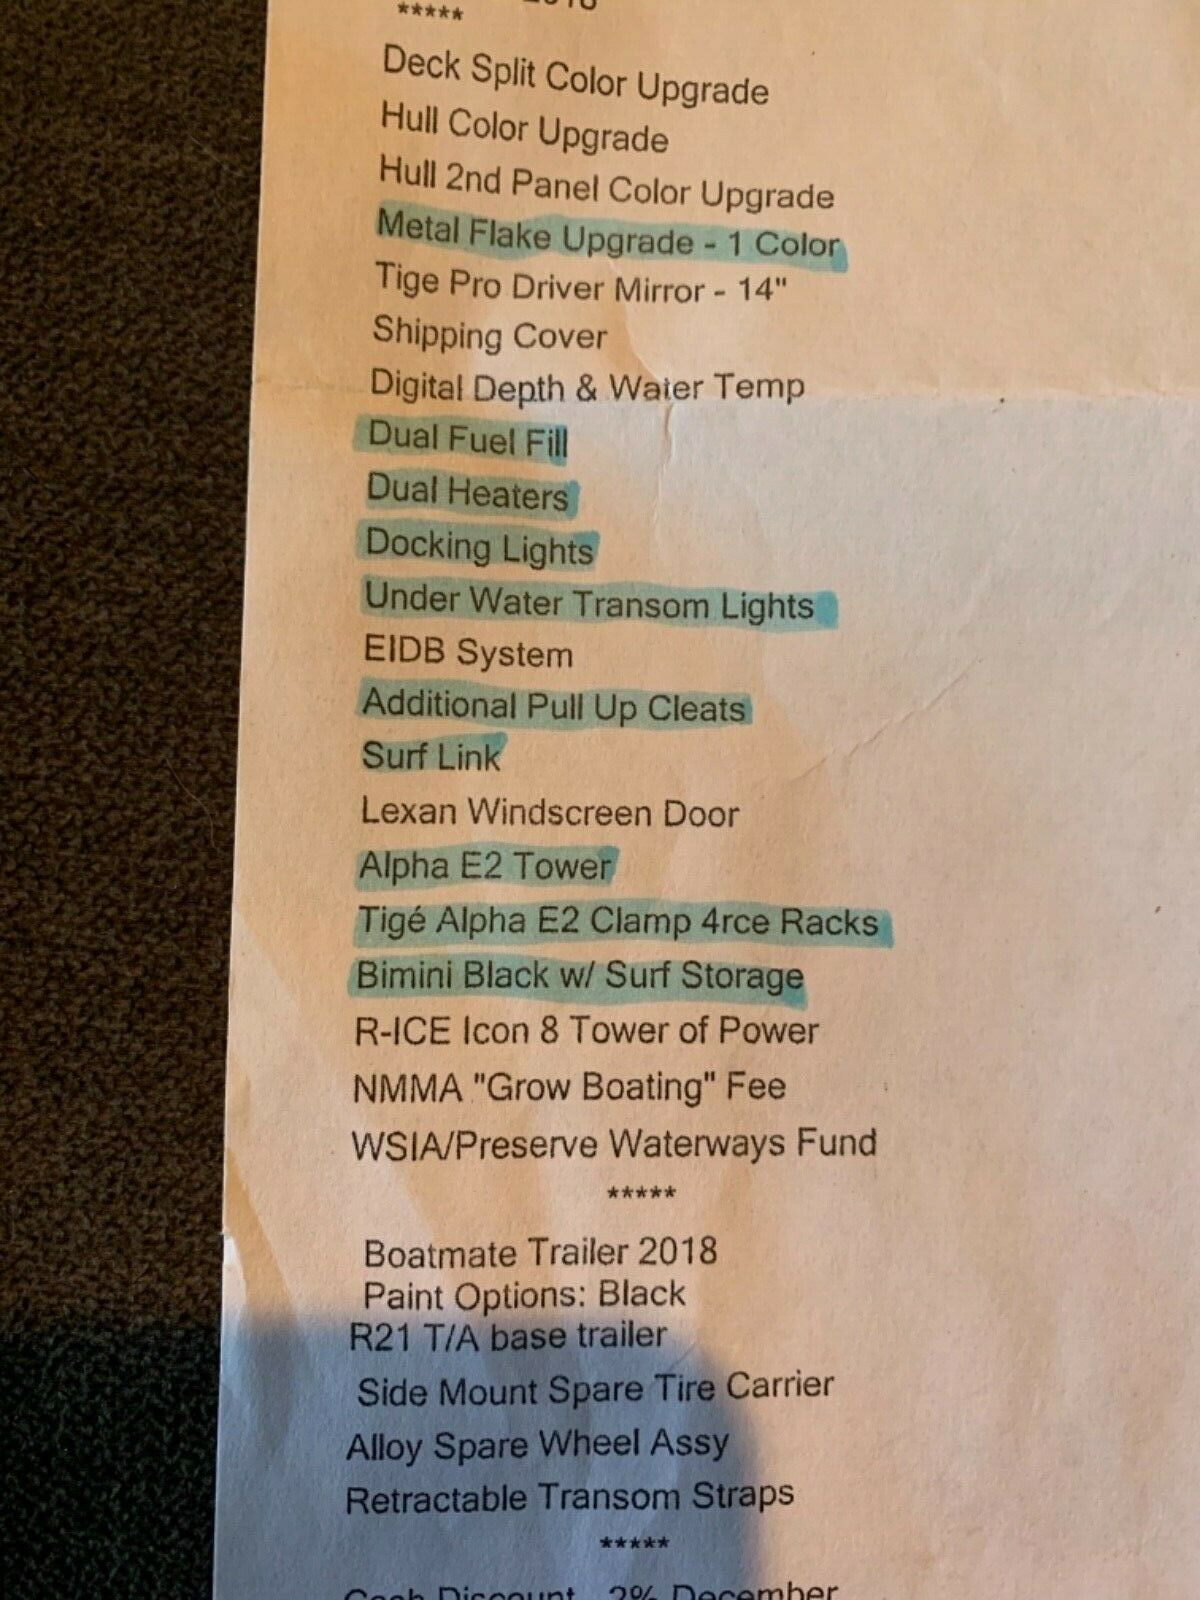 2018
*****
Deck Split Color Upgrade
Hull Color Upgrade
Hull 2nd Panel Color Upgrade
Metal Flake Upgrade - 1 Color
Tige Pro Driver Mirror - 14"
Shipping Cover
Digital Depth & Water Temp
Dual Fuel Fill
Dual Heaters
Docking Lights
Under Water Transom Lights
EIDB System
Additional Pull Up Cleats
Surf Link
Lexan Windscreen Door
Alpha E2 Tower
Tigé Alpha E2 Clamp 4rce Racks
Bimini Black w/ Surf Storage
R-ICE Icon 8 Tower of Power
NMMA "Grow Boating" Fee
WSIA/Preserve Waterways Fund
*****
Boatmate Trailer 2018
Paint Options: Black
R21 T/A base trailer
Side Mount Spare Tire Carrier
Alloy Spare Wheel Assy
Retractable Transom Straps
*****
Cash Discount 2% December